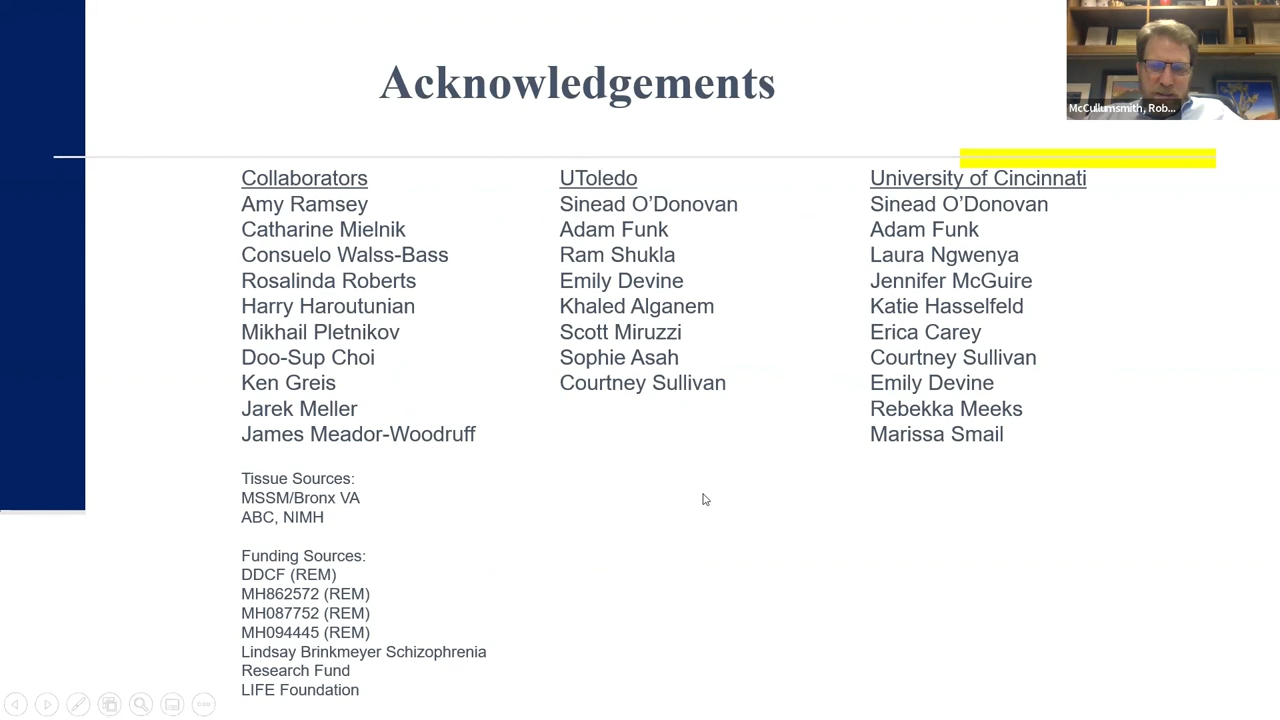 Acknowledgements
McCullumsmith, Rob...
Collaborators
Amy Ramsey
Catharine Mielnik
Consuelo Walss-Bass
Rosalinda Roberts
Harry Haroutunian
Mikhail Pletnikov
Doo-Sup Choi
Ken Greis
Jarek Meller
James Meador-Woodruff
Tissue Sources:
MSSM/Bronx VA
ABC, NIMH
Funding Sources:
DDCF (REM)
MH862572 (REM)
MH087752 (REM)
MH094445 (REM)
Lindsay Brinkmeyer Schizophrenia
Research Fund
LIFE Foundation
UToledo
Sinead O’Donovan
Adam Funk
Ram Shukla
Emily Devine
Khaled Alganem
Scott Miruzzi
Sophie Asah
Courtney Sullivan
University of Cincinnati
Sinead O’Donovan
Adam Funk
Laura Ngwenya
Jennifer McGuire
Katie Hasselfeld
Erica Carey
Courtney Sullivan
Emily Devine
Rebekka Meeks
Marissa Smail